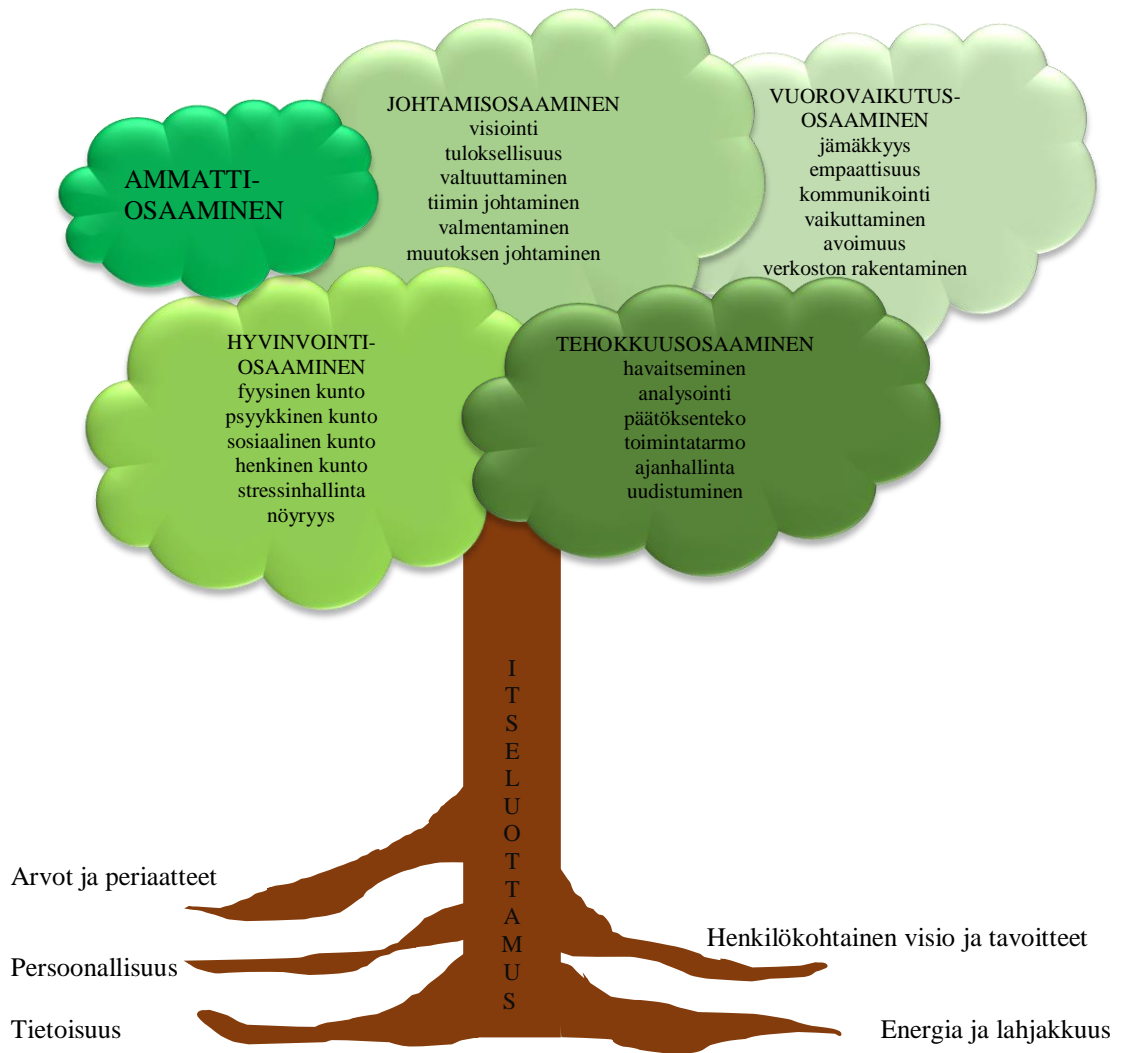 AMMATTI-
OSAAMINEN
JOHTAMISOSAAMINEN
visiointi
tuloksellisuus
valtuuttaminen
tiimin johtaminen
valmentaminen
muutoksen johtaminen
VUOROVAIKUTUS-
OSAAMINEN
jämäkkyys
empaattisuus
kommunikointi
vaikuttaminen
avoimuus
verkoston rakentaminen
HYVINVOINTI-
OSAAMINEN
fyysinen kunto
psyykkinen kunto
sosiaalinen kunto
henkinen kunto
stressinhallinta
nöyryys
TEHOKKUUSOSAAMINEN
havaitseminen
analysointi
päätöksenteko
toimintatarmo
ajanhallinta
uudistuminen
I
T
S
E
L
U
O
T
T
A
M
U
S
Arvot ja periaatteet
Persoonallisuus
Tietoisuus
Henkilökohtainen visio ja tavoitteet
Energia ja lahjakkuus